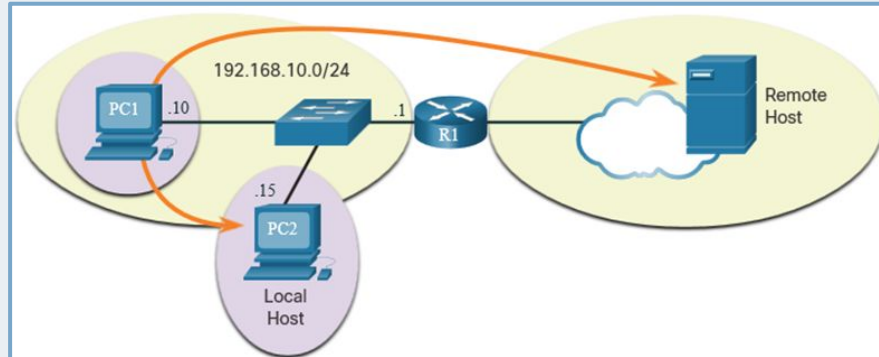 192.168.10.0/24
PC1
.10
.1
R1
Remote
Host
.15
PC2
Local
Host